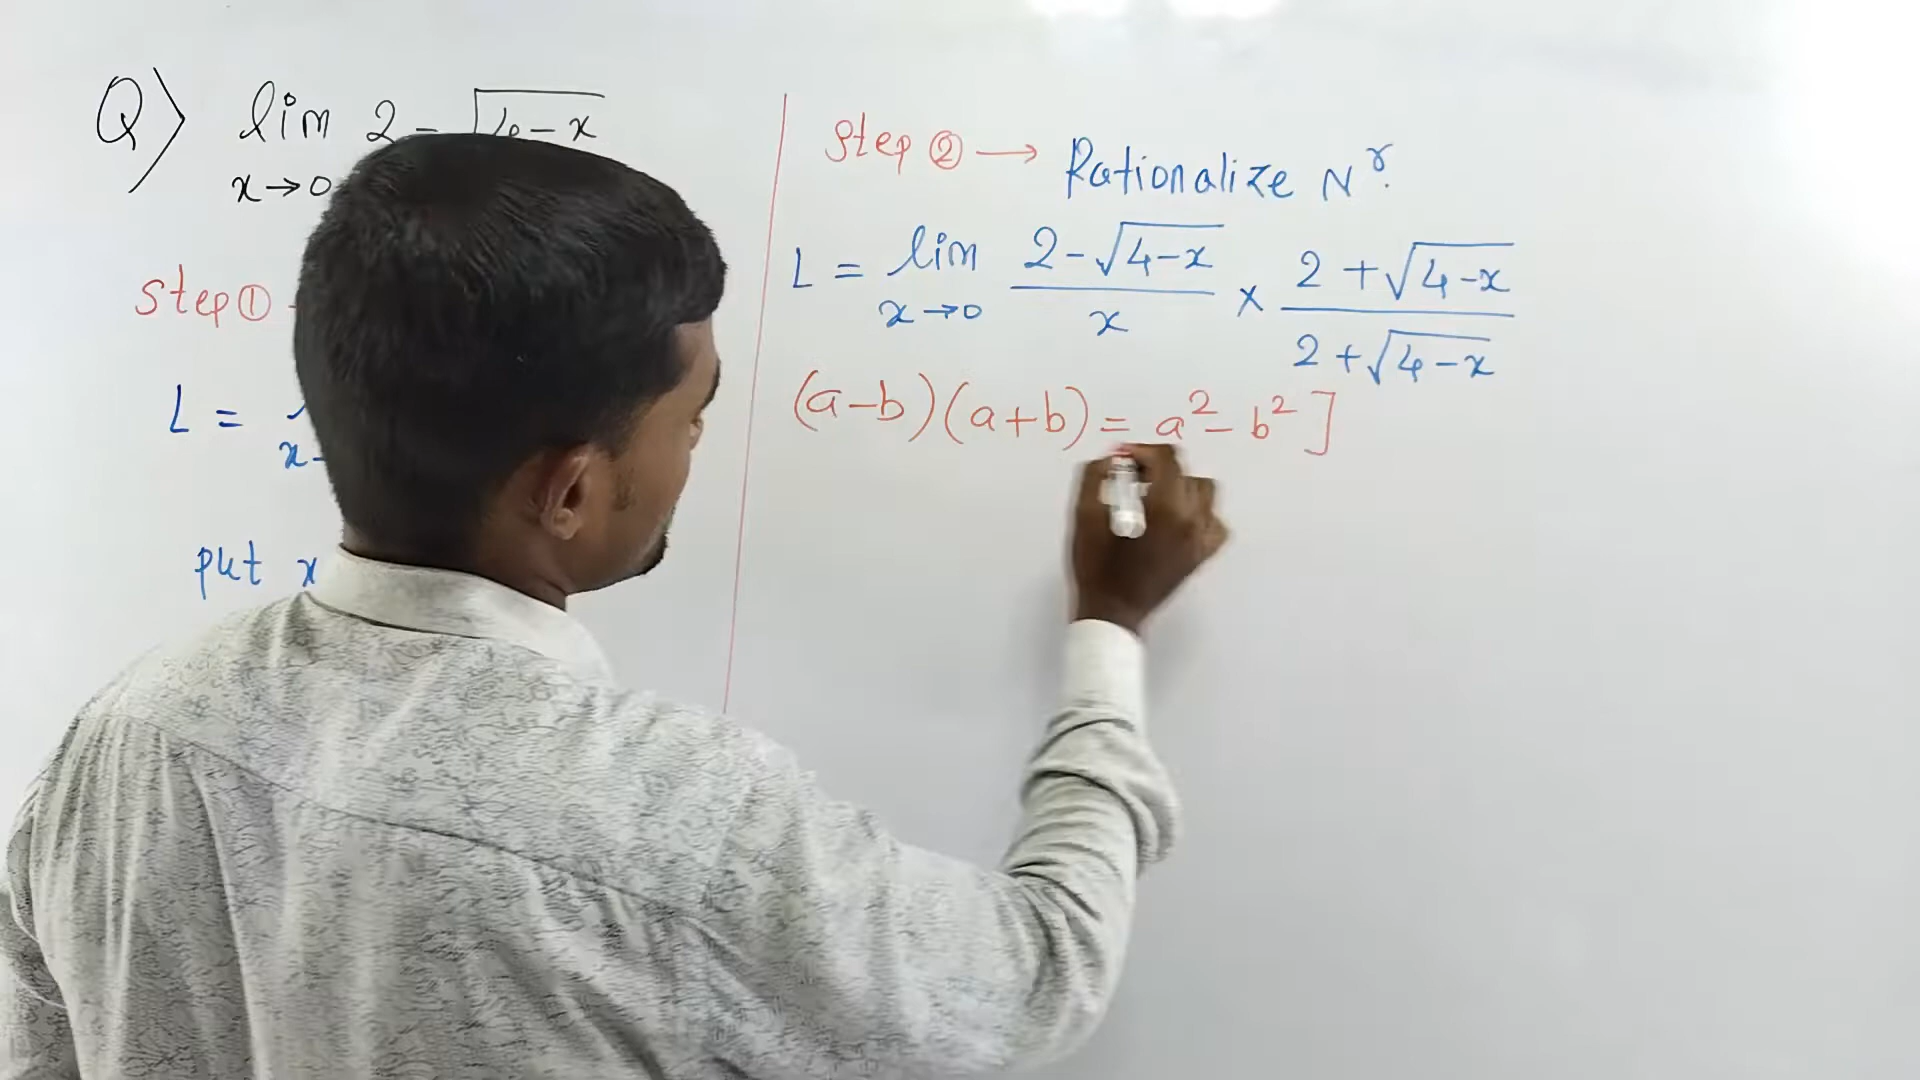 Q> lim 2 - √4-x
x→0
Step ①
L =
x
put x
Step ② → Rationalize Nʳ.
L = lim 2-√4-x / x × 2+√4-x / 2+√4-x
x→0
(a-b)(a+b) = a² - b² ]